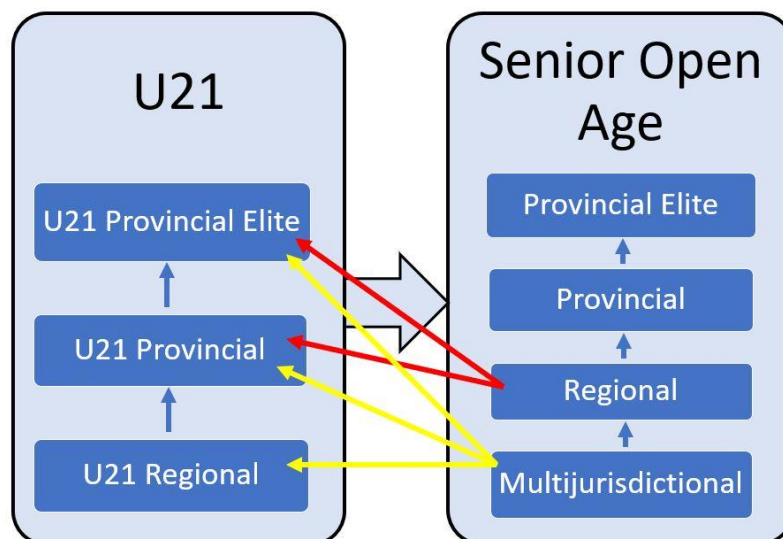 U21
U21 Provincial Elite
U21 Provincial
U21 Regional
Senior Open
Age
Provincial Elite
Provincial
Regional
Multijurisdictional